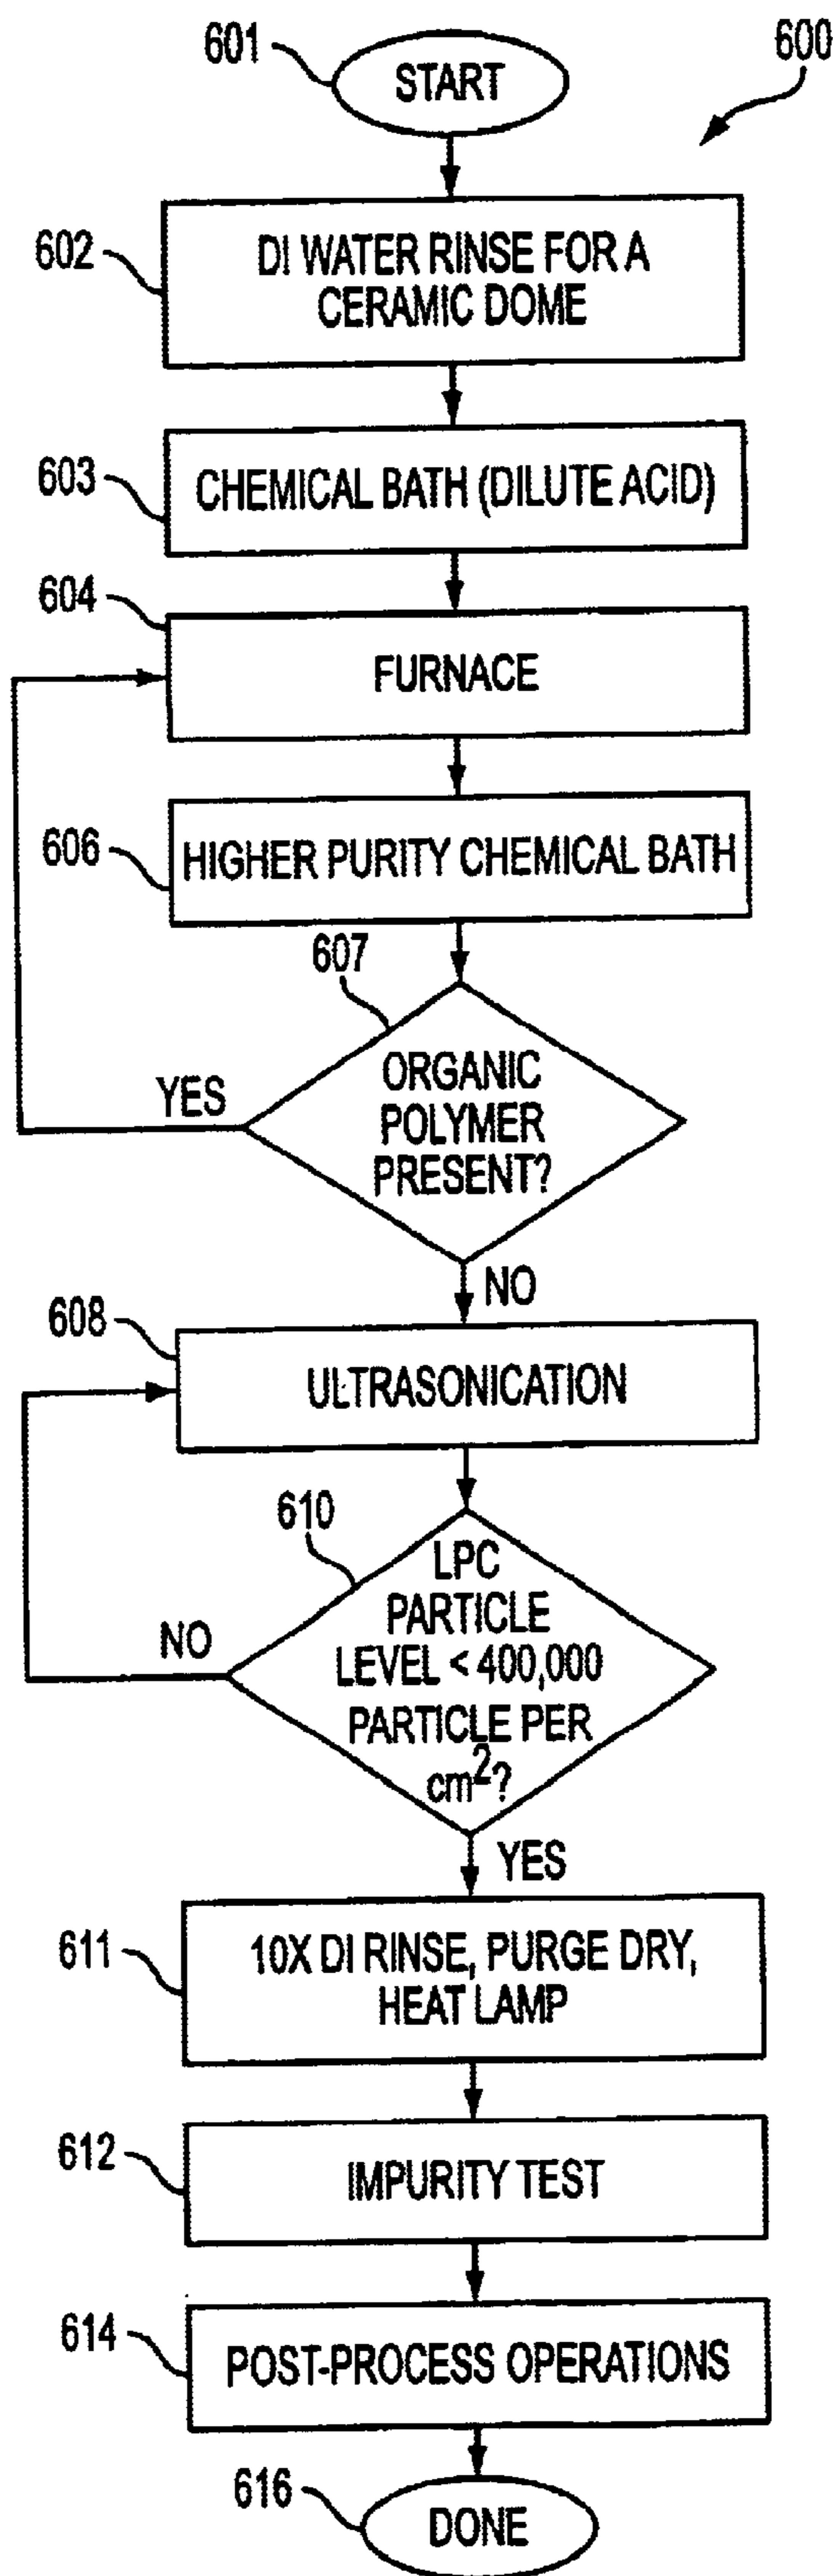 601
START
600
602
DI WATER RINSE FOR A
CERAMIC DOME
603
CHEMICAL BATH (DILUTE ACID)
604
FURNACE
606
HIGHER PURITY CHEMICAL BATH
607
ORGANIC
POLYMER
PRESENT?
YES
NO
608
ULTRASONICATION
610
LPC
PARTICLE
LEVEL < 400,000
PARTICLE PER
cm²?
NO
YES
611
10X DI RINSE, PURGE DRY,
HEAT LAMP
612
IMPURITY TEST
614
POST-PROCESS OPERATIONS
616
DONE